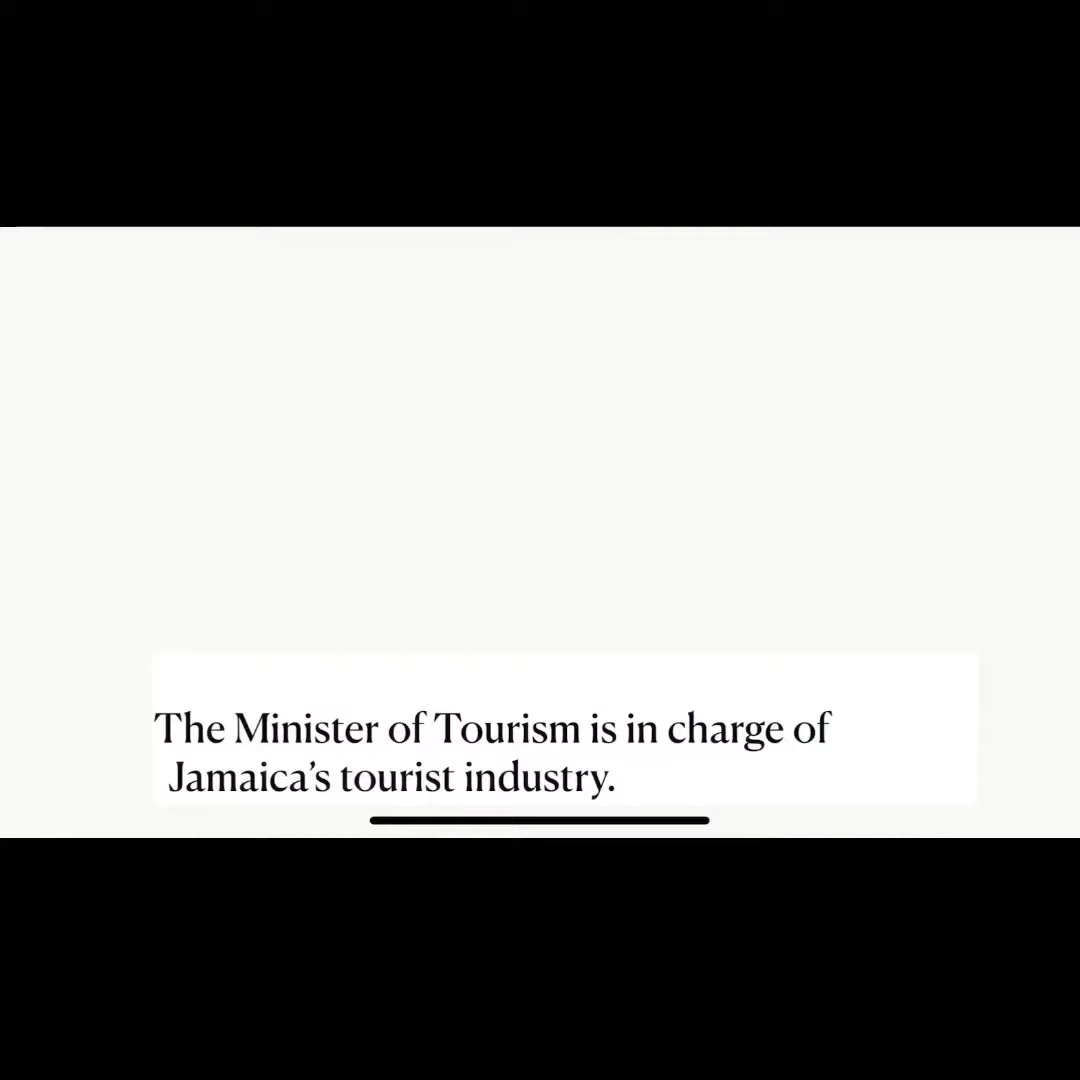 The Minister of Tourism is in charge of
Jamaica’s tourist industry.